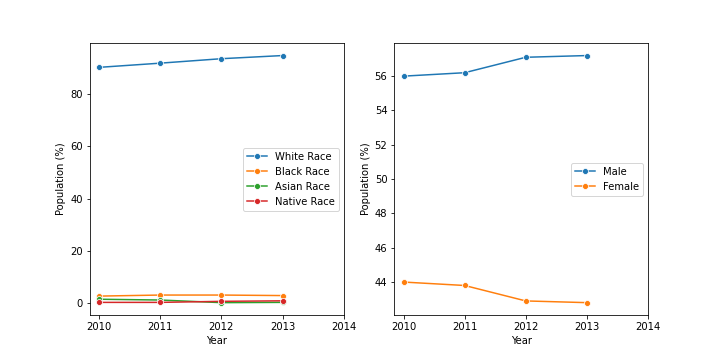 Population (%)
80
60
40
20
0
White Race
Black Race
Asian Race
Native Race
2010 2011 2012 2013 2014
Year
Population (%)
56
54
52
50
48
46
44
Male
Female
2010 2011 2012 2013 2014
Year